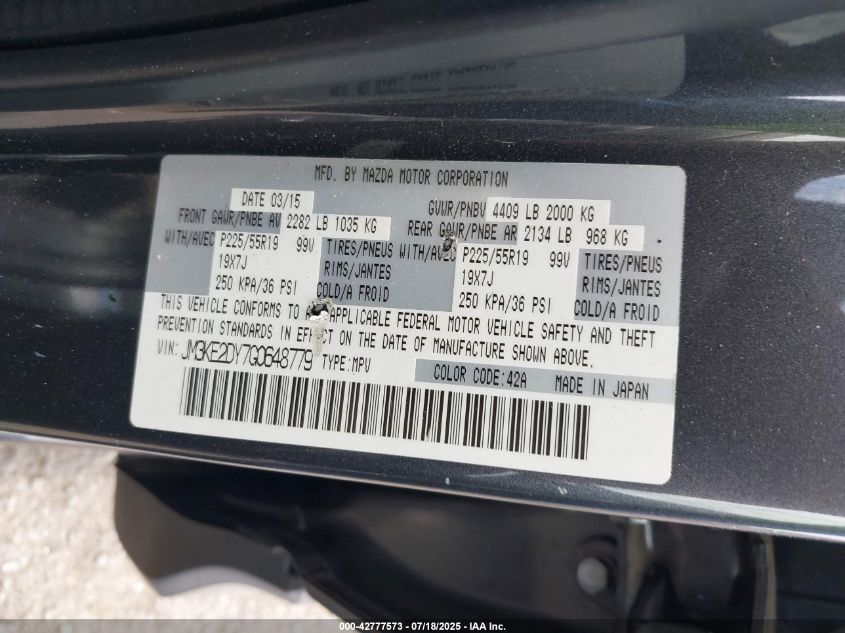 MFD. BY MAZDA MOTOR CORPORATION
DATE 03/15 GVWR/PNBV 4409 LB 2000 KG
FRONT GAWR/PNBE AV 2282 LB 1035 KG REAR GAWR/PNBE AR 2134 LB 968 KG
WITH/AVEC P225/55R19 99V TIRES/PNEUS WITH/AVEC P225/55R19 99V TIRES/PNEUS
19X7J RIMS/JANTES 19X7J RIMS/JANTES
250 KPA/36 PSI COLD/A FROID 250 KPA/36 PSI COLD/A FROID
THIS VEHICLE CONFORMS TO APPLICABLE FEDERAL MOTOR VEHICLE SAFETY AND THEFT
PREVENTION STANDARDS IN EFFECT ON THE DATE OF MANUFACTURE SHOWN ABOVE.
VIN: JM3KE2DY7G0648779 TYPE:MPV
COLOR CODE:42A MADE IN JAPAN
000-42777573 - 07/18/2025 - IAA Inc.